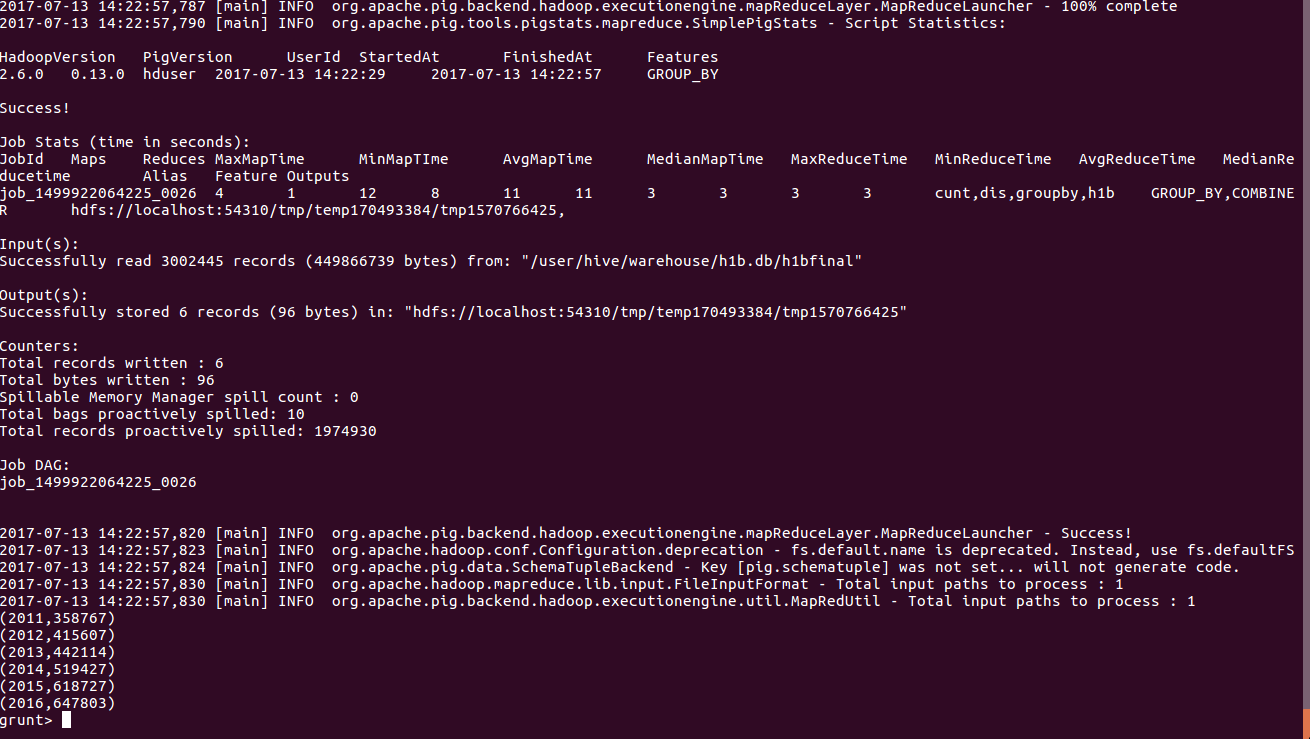 2017-07-13 14:22:57,787 [main] INFO  org.apache.pig.backend.hadoop.executionengine.mapReduceLayer.MapReduceLauncher - 100% complete
2017-07-13 14:22:57,790 [main] INFO  org.apache.pig.tools.pigstats.mapreduce.SimplePigStats - Script Statistics:
HadoopVersion   PigVersion      UserId  StartedAt       FinishedAt      Features
2.6.0   0.13.0  hduser  2017-07-13 14:22:29     2017-07-13 14:22:57     GROUP_BY
Success!
Job Stats (time in seconds):
JobId   Maps    Reduces MaxMapTime      MinMapTIme      AvgMapTime      MedianMapTime   MaxReduceTime   MinReduceTime   AvgReduceTime   MedianRe
ducetime        Alias   Feature Outputs
job_1499922064225_0026  4       1       12      8       11      11      3       3       3       3       cunt,dis,groupby,h1b    GROUP_BY,COMBINE
R       hdfs://localhost:54310/tmp/temp170493384/tmp1570766425,
Input(s):
Successfully read 3002445 records (449866739 bytes) from: "/user/hive/warehouse/h1b.db/h1bfinal"
Output(s):
Successfully stored 6 records (96 bytes) in: "hdfs://localhost:54310/tmp/temp170493384/tmp1570766425"
Counters:
Total records written : 6
Total bytes written : 96
Spillable Memory Manager spill count : 0
Total bags proactively spilled: 10
Total records proactively spilled: 1974930
Job DAG:
job_1499922064225_0026
2017-07-13 14:22:57,820 [main] INFO  org.apache.pig.backend.hadoop.executionengine.mapReduceLayer.MapReduceLauncher - Success!
2017-07-13 14:22:57,823 [main] INFO  org.apache.hadoop.conf.Configuration.deprecation - fs.default.name is deprecated. Instead, use fs.defaultFS
2017-07-13 14:22:57,824 [main] INFO  org.apache.pig.data.SchemaTupleBackend - Key [pig.schematuple] was not set... will not generate code.
2017-07-13 14:22:57,830 [main] INFO  org.apache.hadoop.mapreduce.lib.input.FileInputFormat - Total input paths to process : 1
2017-07-13 14:22:57,830 [main] INFO  org.apache.pig.backend.hadoop.executionengine.util.MapRedUtil - Total input paths to process : 1
(2011,358767)
(2012,415607)
(2013,442114)
(2014,519427)
(2015,618727)
(2016,647803)
grunt>